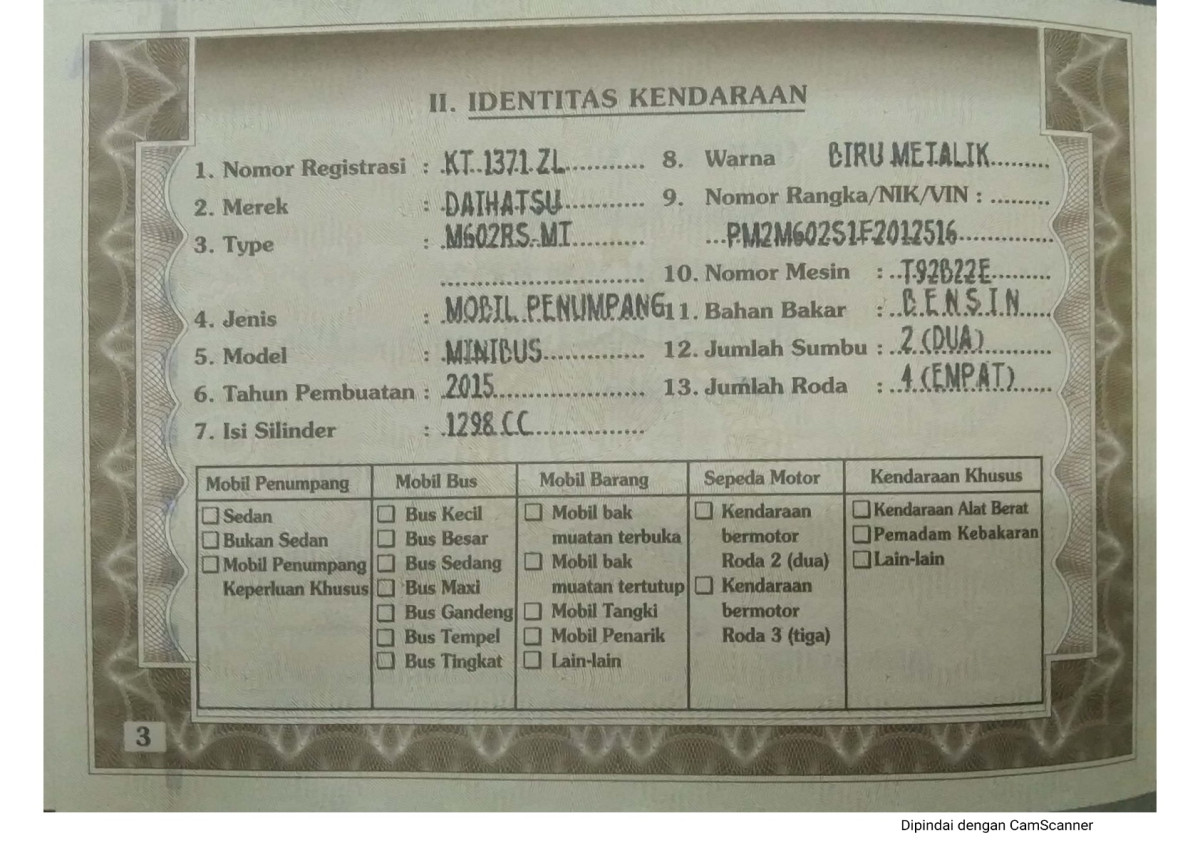 II. IDENTITAS KENDARAAN
1. Nomor Registrasi : KT 1371 ZL
2. Merek : DAIHATSU
3. Type : M602RS-MT
4. Jenis : MOBIL PENUMPANG
5. Model : MINIBUS
6. Tahun Pembuatan : 2015
7. Isi Silinder : 1298 CC
8. Warna BIRU METALIK
9. Nomor Rangka/NIK/VIN :
PM2M602S1F2012516
10. Nomor Mesin : T92B22E
11. Bahan Bakar : BENSIN
12. Jumlah Sumbu : 2 (DUA)
13. Jumlah Roda : 4 (EMPAT)
Mobil Penumpang
Sedan
Bukan Sedan
Mobil Penumpang
Keperluan Khusus
Mobil Bus
Bus Kecil
Bus Besar
Bus Sedang
Bus Maxi
Bus Gandeng
Bus Tempel
Bus Tingkat
Mobil Barang
Mobil bak
muatan terbuka
Mobil bak
muatan tertutup
Mobil Tangki
Mobil Penarik
Lain-lain
Sepeda Motor
Kendaraan
bermotor
Roda 2 (dua)
Kendaraan
bermotor
Roda 3 (tiga)
Kendaraan Khusus
Kendaraan Alat Berat
Pemadam Kebakaran
Lain-lain
3
Dipindai dengan CamScanner